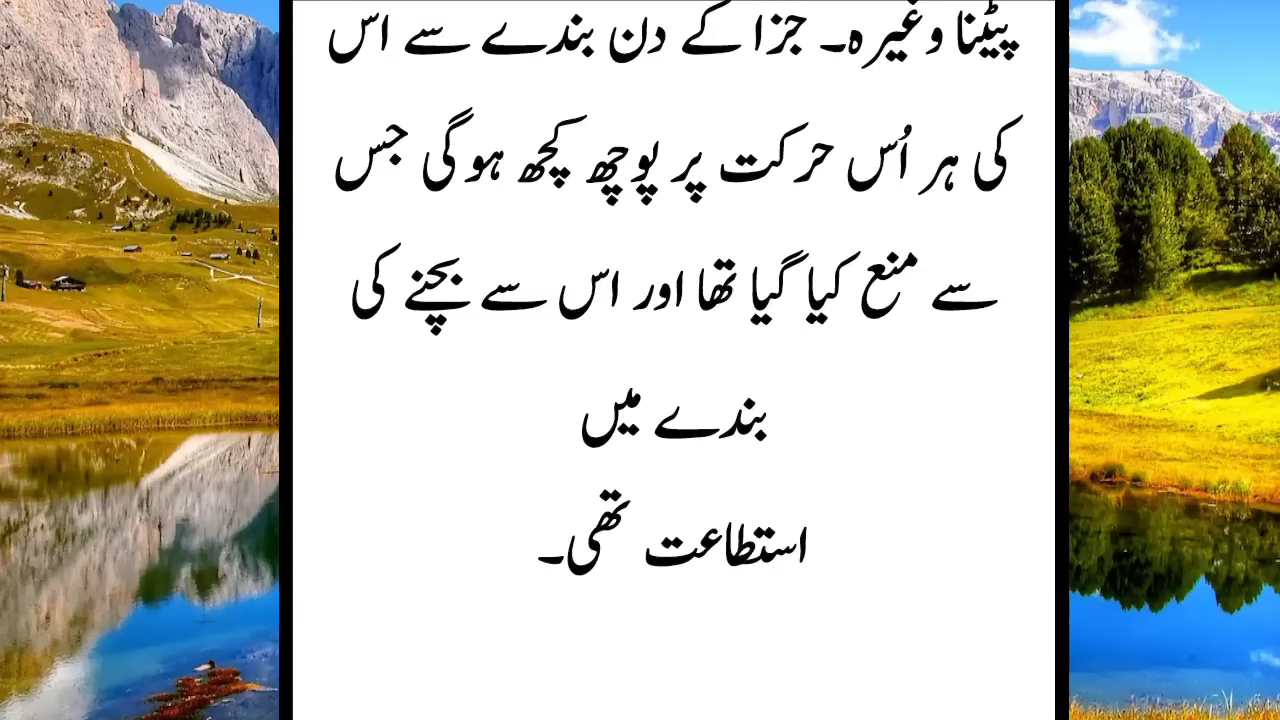 پیٹنا وغیرہ۔ جزا کے دن بندے سے اس
کی ہر اُس حرکت پر پوچھ کچھ ہوگی جس
سے منع کیا گیا تھا اور اس سے بچنے کی
بندے میں
استطاعت تھی۔